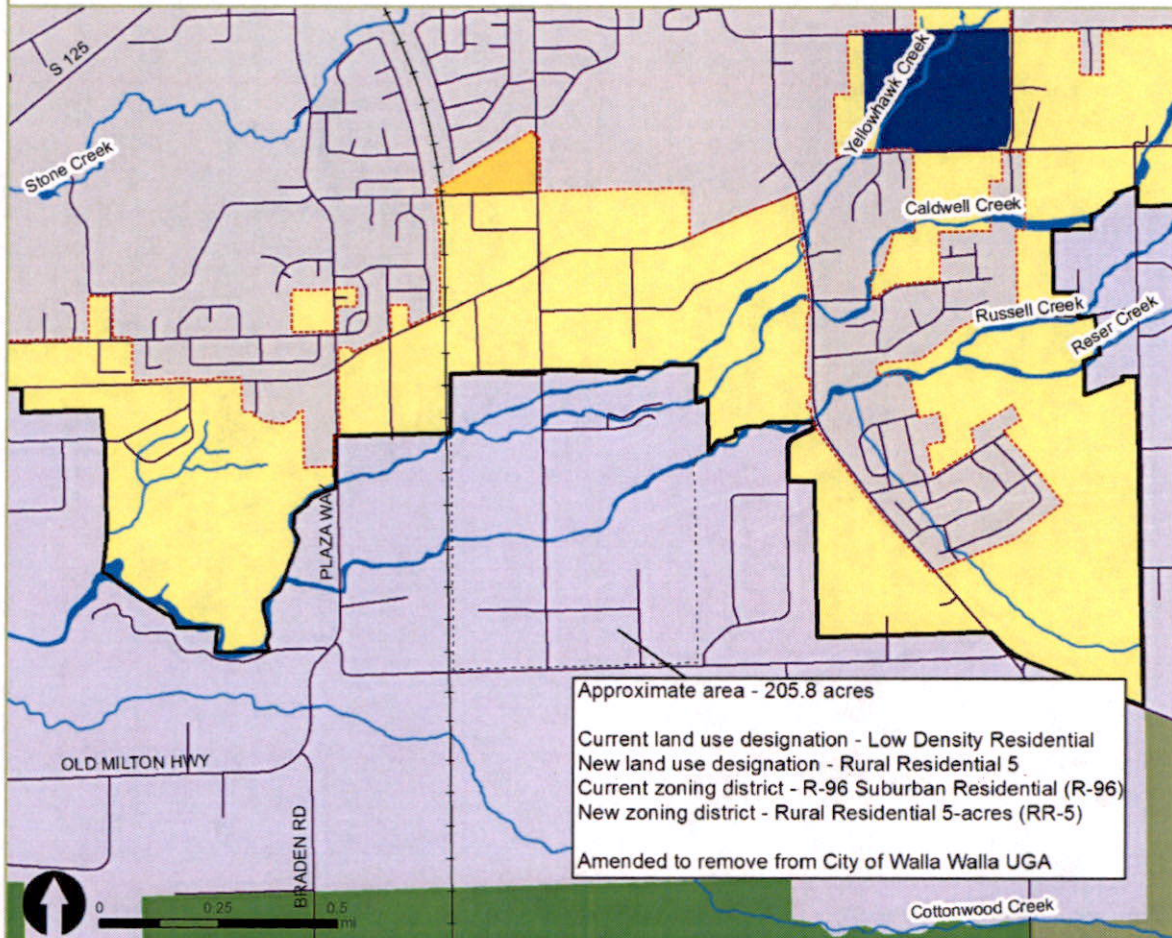 S 125
Yellowhawk Creek
Stone Creek
Caldwell Creek
Russell Creek
Reser Creek
PLAZA WAY
Approximate area - 205.8 acres
Current land use designation - Low Density Residential
New land use designation - Rural Residential 5
Current zoning district - R-96 Suburban Residential (R-96)
New zoning district - Rural Residential 5-acres (RR-5)
Amended to remove from City of Walla Walla UGA
OLD MILTON HWY
BRADEN RD
0 0.25 0.5
mi
Cottonwood Creek